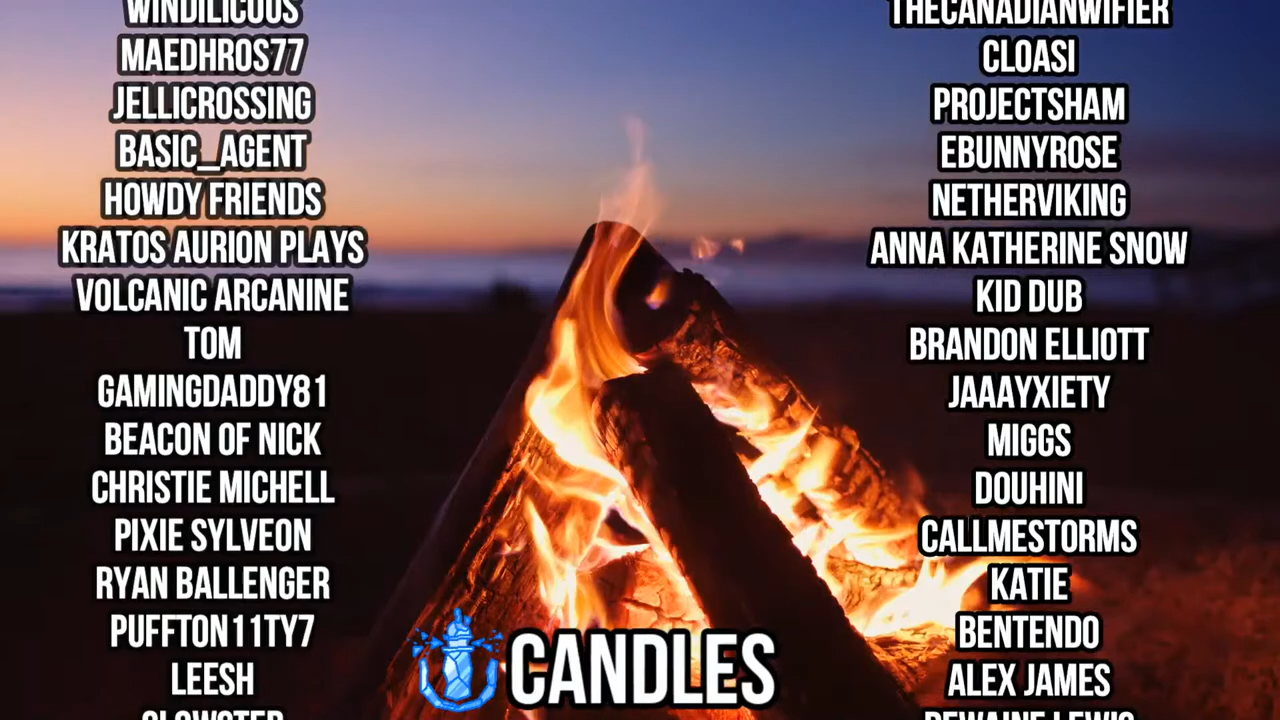 WINDILICOUS
MAEDHROS77
JELLICROSSING
BASIC_AGENT
HOWDY FRIENDS
KRATOS AURION PLAYS
VOLCANIC ARCANINE
TOM
GAMINGDADDY81
BEACON OF NICK
CHRISTIE MICHELL
PIXIE SYLVEON
RYAN BALLENGER
PUFFTON11TY7
LEESH
THECANADIANWIFIER
CLOASI
PROJECTSHAM
EBUNNYROSE
NETHERVIKING
ANNA KATHERINE SNOW
KID DUB
BRANDON ELLIOTT
JAAAYXIETY
MIGGS
DOUHINI
CALLMESTORMS
KATIE
BENTENDO
ALEX JAMES
CANDLES